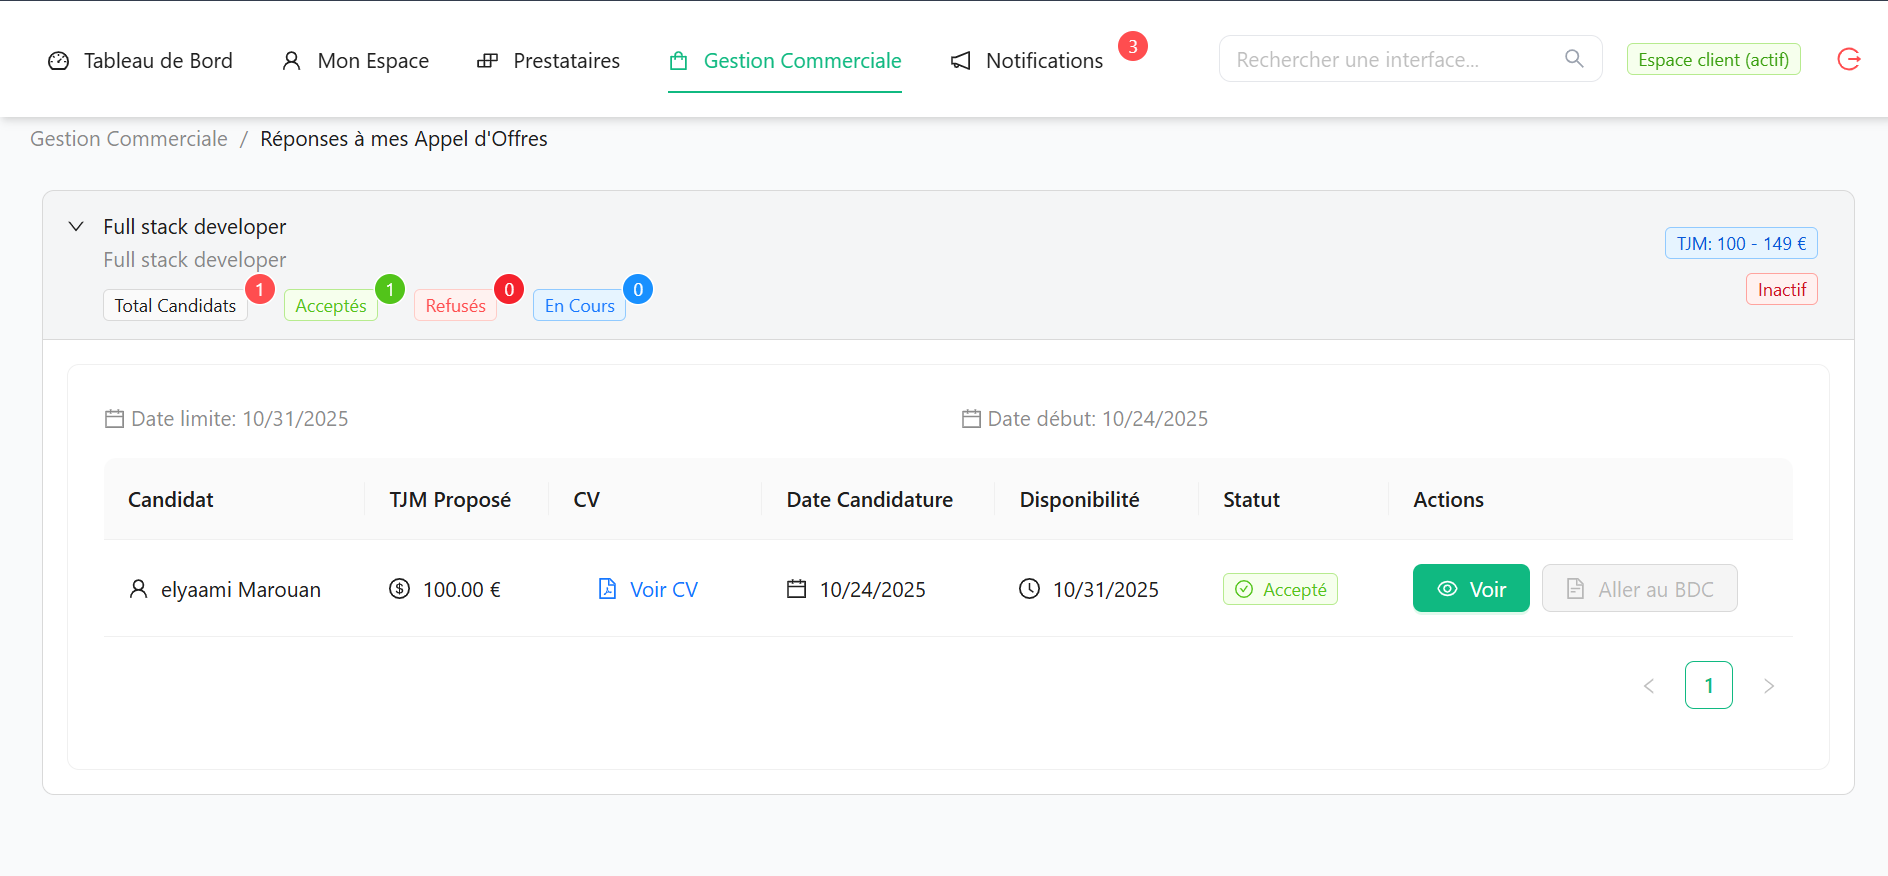 Tableau de Bord
Mon Espace
Prestataires
Gestion Commerciale
Notifications
3
Rechercher une interface...
Espace client (actif)
Gestion Commerciale / Réponses à mes Appel d'Offres
Full stack developer
Full stack developer
Total Candidats 1
Acceptés 1
Refusés 0
En Cours 0
TJM: 100 - 149 €
Inactif
Date limite: 10/31/2025
Date début: 10/24/2025
Candidat TJM Proposé CV Date Candidature Disponibilité Statut Actions
elyaami Marouan 100.00 € Voir CV 10/24/2025 10/31/2025 Accepté Voir Aller au BDC
< 1 >